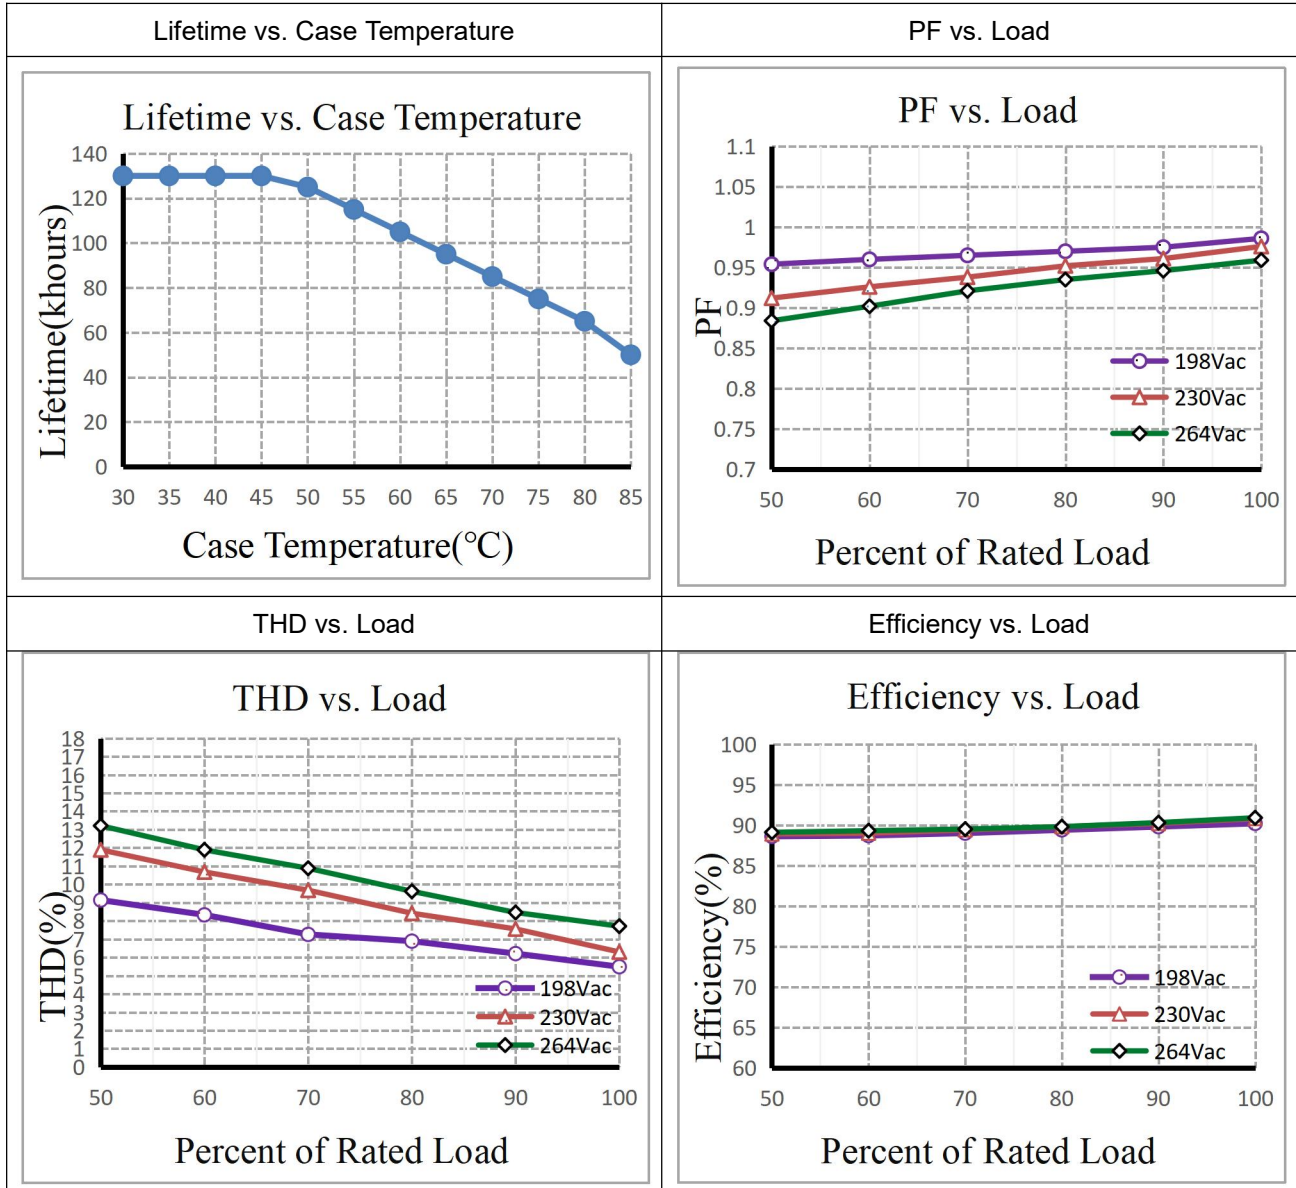 Lifetime vs. Case Temperature
PF vs. Load
Lifetime vs. Case Temperature
Lifetime(khours)
140
120
100
80
60
40
20
0
30 35 40 45 50 55 60 65 70 75 80 85
Case Temperature(°C)
PF vs. Load
PF
1.1
1.05
1
0.95
0.9
0.85
0.8
0.75
0.7
198Vac
230Vac
264Vac
50 60 70 80 90 100
Percent of Rated Load
THD vs. Load
Efficiency vs. Load
THD vs. Load
THD(%)
18
17
16
15
14
13
12
11
10
9
8
7
6
5
4
3
2
1
0
198Vac
230Vac
264Vac
50 60 70 80 90 100
Percent of Rated Load
Efficiency vs. Load
Efficiency(%)
100
95
90
85
80
75
70
65
60
198Vac
230Vac
264Vac
50 60 70 80 90 100
Percent of Rated Load